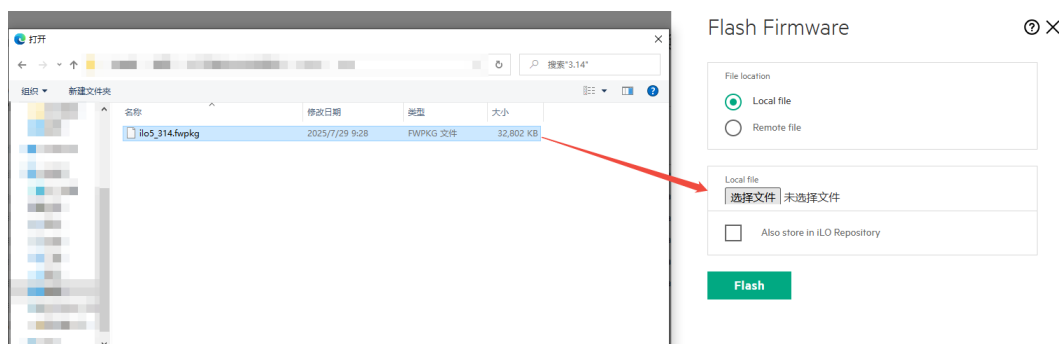 打开
搜索"3.14"
组织 新建文件夹
名称 修改日期 类型 大小
ilo5_314.fwpkg 2025/7/29 9:28 FWPKG 文件 32,802 KB
Flash Firmware
File location
Local file
Remote file
Local file
选择文件 未选择文件
Also store in iLO Repository
Flash